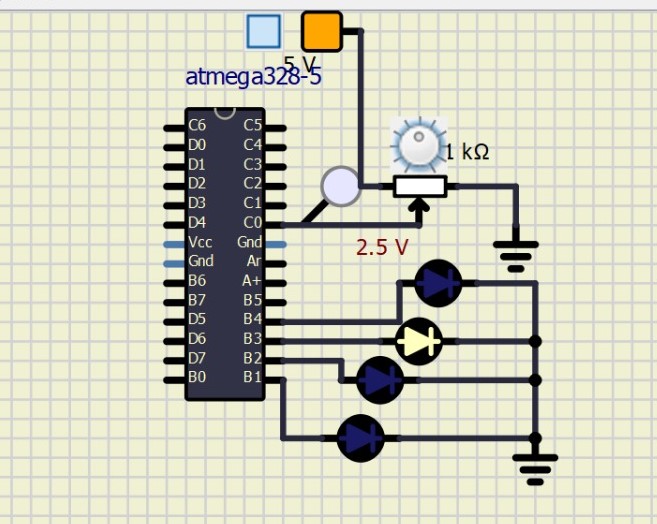 5 V
atmega328-5
C6 C5
D0 C4
D1 C3
D2 C2
D3 C1
D4 C0
Vcc Gnd
Gnd Ar
B6 A+
B7 B5
D5 B4
D6 B3
D7 B2
B0 B1
1 kΩ
2.5 V